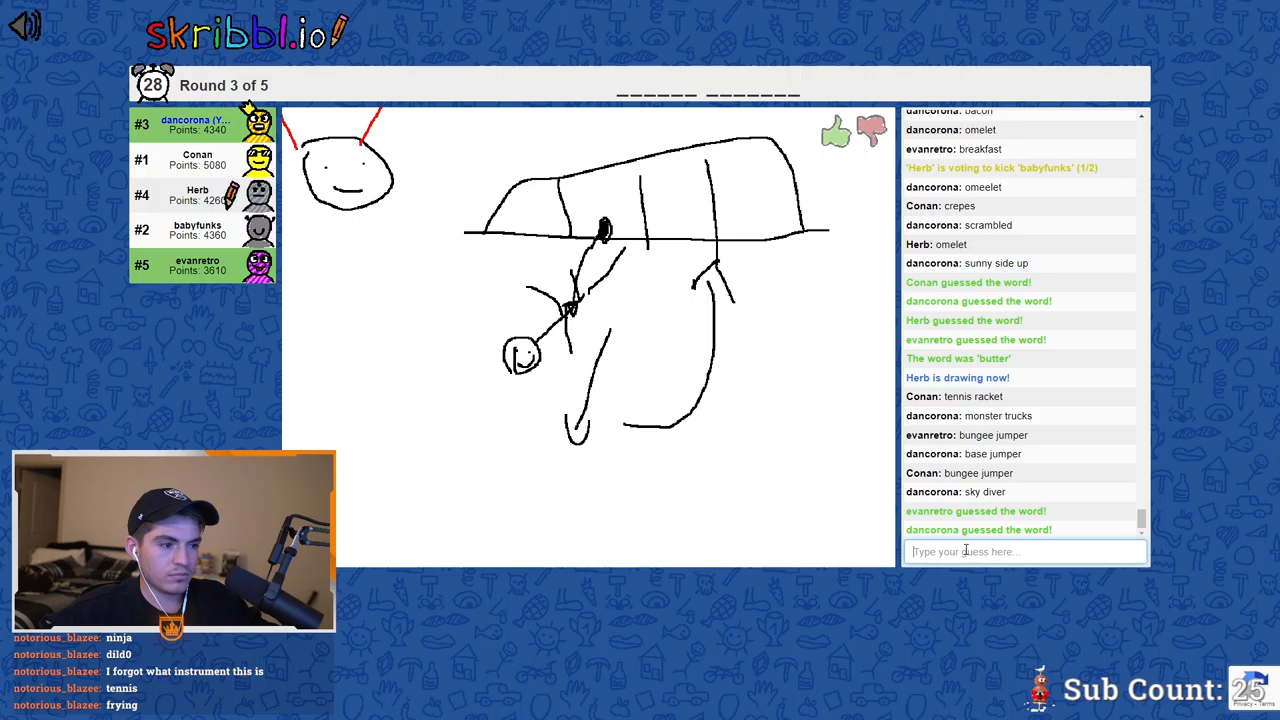 skribbl.io
28
Round 3 of 5
______ _______
#3
dancorona (Y...
Points: 4340
#1
Conan
Points: 5080
#4
Herb
Points: 4260
#2
babyfunks
Points: 4360
#5
evanretro
Points: 3610
dancorona: bacon
dancorona: omelet
evanretro: breakfast
'Herb' is voting to kick 'babyfunks' (1/2)
dancorona: omeelet
Conan: crepes
dancorona: scrambled
Herb: omelet
dancorona: sunny side up
Conan guessed the word!
dancorona guessed the word!
Herb guessed the word!
evanretro guessed the word!
The word was 'butter'
Herb is drawing now!
Conan: tennis racket
dancorona: monster trucks
evanretro: bungee jumper
dancorona: base jumper
Conan: bungee jumper
dancorona: sky diver
evanretro guessed the word!
dancorona guessed the word!
Type your guess here...
notorious_blazee: ninja
notorious_blazee: dild0
notorious_blazee: I forgot what instrument this is
notorious_blazee: tennis
notorious_blazee: frying
Sub Count: 25
Privacy - Terms